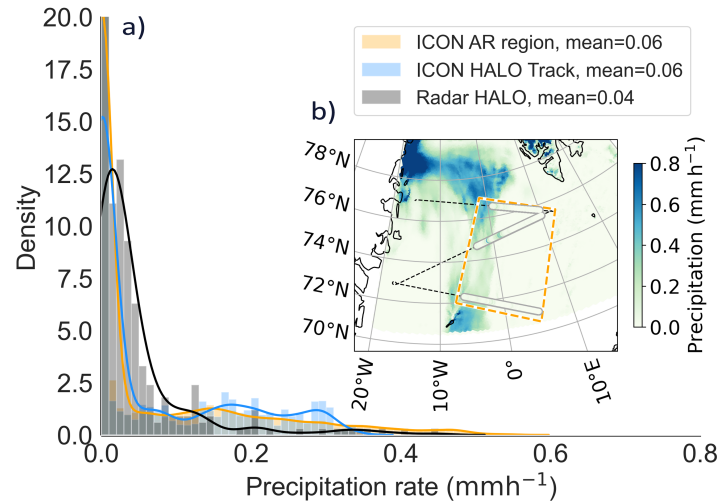 a)
ICON AR region, mean=0.06
ICON HALO Track, mean=0.06
Radar HALO, mean=0.04
b)
20.0
17.5
15.0
12.5
10.0
7.5
5.0
2.5
0.0
Density
0.0
0.2
0.4
0.6
0.8
Precipitation rate (mmh⁻¹)
78°N
76°N
74°N
72°N
70°N
20°W
10°W
0°
10°E
0.8
0.6
0.4
0.2
0.0
Precipitation (mm h⁻¹)